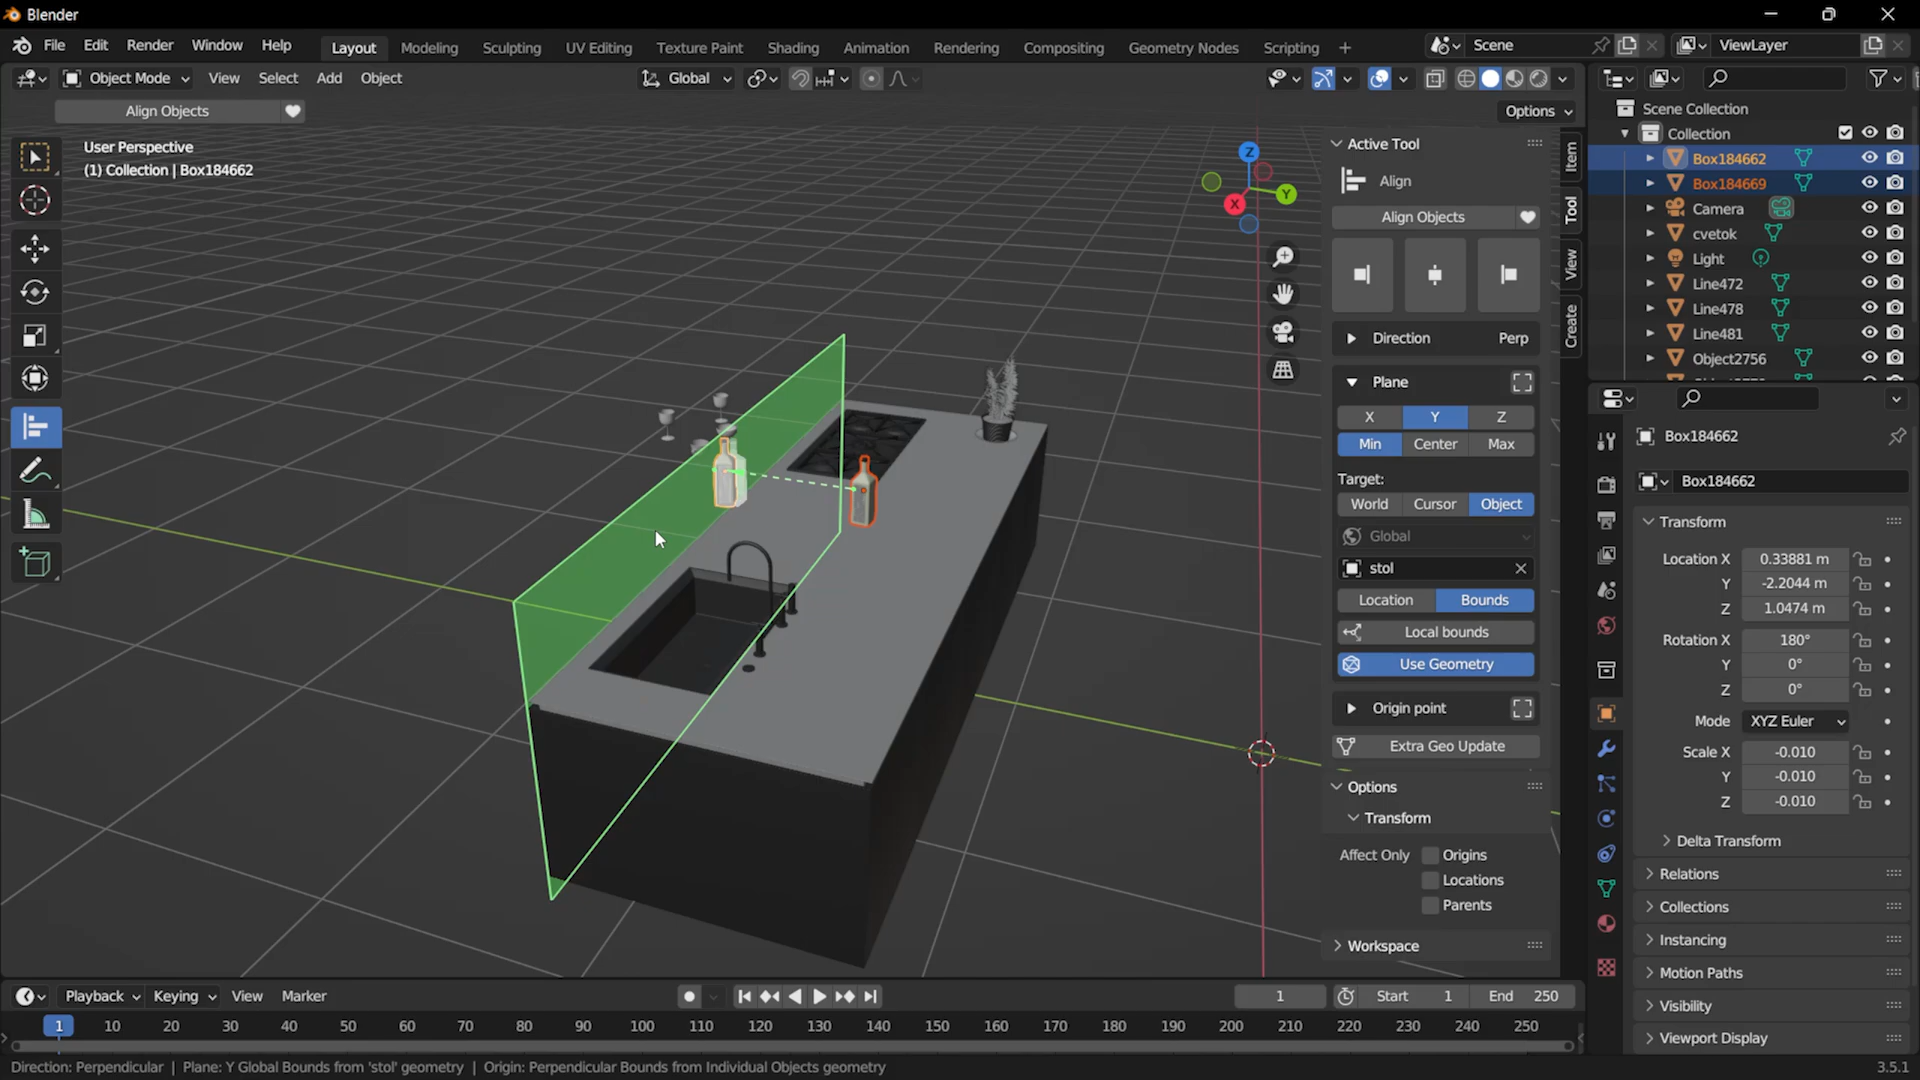 Blender
File Edit Render Window Help Layout Modeling Sculpting UV Editing Texture Paint Shading Animation Rendering Compositing Geometry Nodes Scripting + Scene ViewLayer
Object Mode View Select Add Object Global
Align Objects Options
User Perspective
(1) Collection | Box184662
Z
Y
X
Active Tool
Align
Align Objects
Direction Perp
Plane
X Y Z
Min Center Max
Target:
World Cursor Object
Global
stol
Location Bounds
Local bounds
Use Geometry
Origin point
Extra Geo Update
Options
Transform
Affect Only Origins
Locations
Parents
Workspace
Item
Tool
View
Create
Scene Collection
Collection
Box184662
Box184669
Camera
cvetok
Light
Line472
Line478
Line481
Object2756
Box184662
Box184662
Transform
Location X 0.33881 m
Y -2.2044 m
Z 1.0474 m
Rotation X 180°
Y 0°
Z 0°
Mode XYZ Euler
Scale X -0.010
Y -0.010
Z -0.010
Delta Transform
Relations
Collections
Instancing
Motion Paths
Visibility
Viewport Display
Playback Keying View Marker 1 Start 1 End 250
1 10 20 30 40 50 60 70 80 90 100 110 120 130 140 150 160 170 180 190 200 210 220 230 240 250
Direction: Perpendicular | Plane: Y Global Bounds from 'stol' geometry | Origin: Perpendicular Bounds from Individual Objects geometry 3.5.1